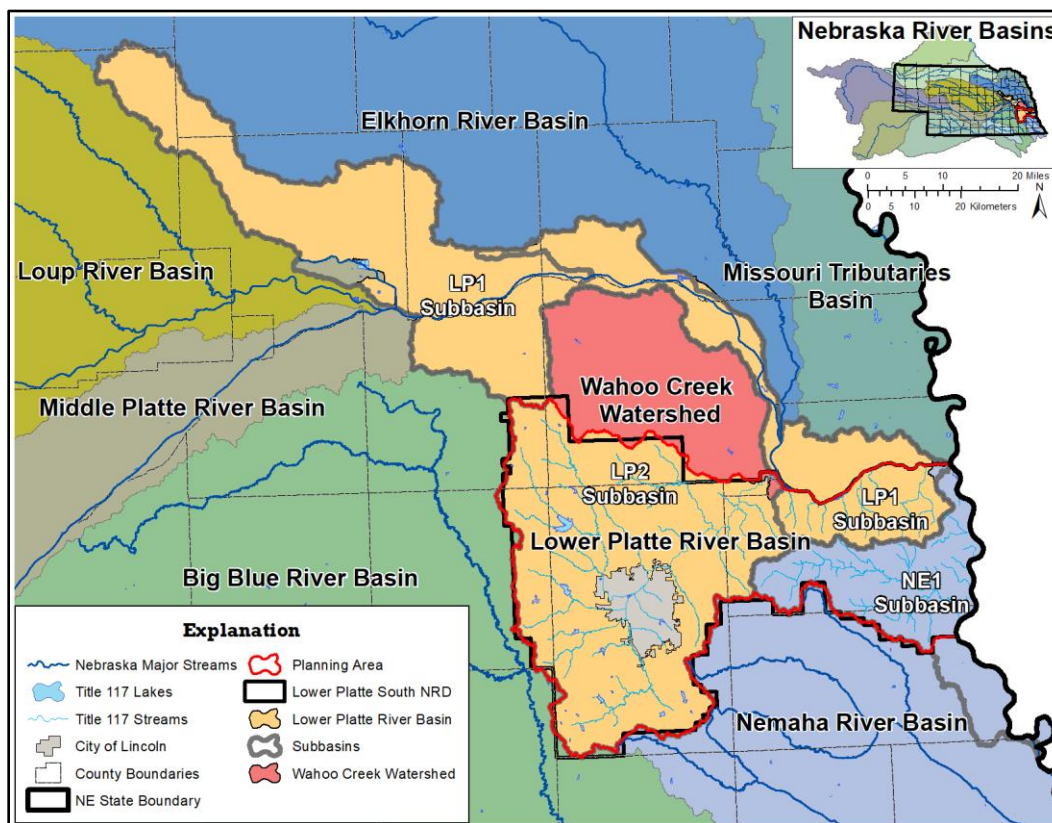 Nebraska River Basins
0 5 10 20 Miles
0 5 10 20 Kilometers
N
Elkhorn River Basin
Loup River Basin
LP1
Subbasin
Missouri Tributaries
Basin
Middle Platte River Basin
Wahoo Creek
Watershed
LP2
Subbasin
LP1
Subbasin
Lower Platte River Basin
Big Blue River Basin
NE1
Subbasin
Nemaha River Basin
Explanation
Nebraska Major Streams
Title 117 Lakes
Title 117 Streams
City of Lincoln
County Boundaries
NE State Boundary
Planning Area
Lower Platte South NRD
Lower Platte River Basin
Subbasins
Wahoo Creek Watershed